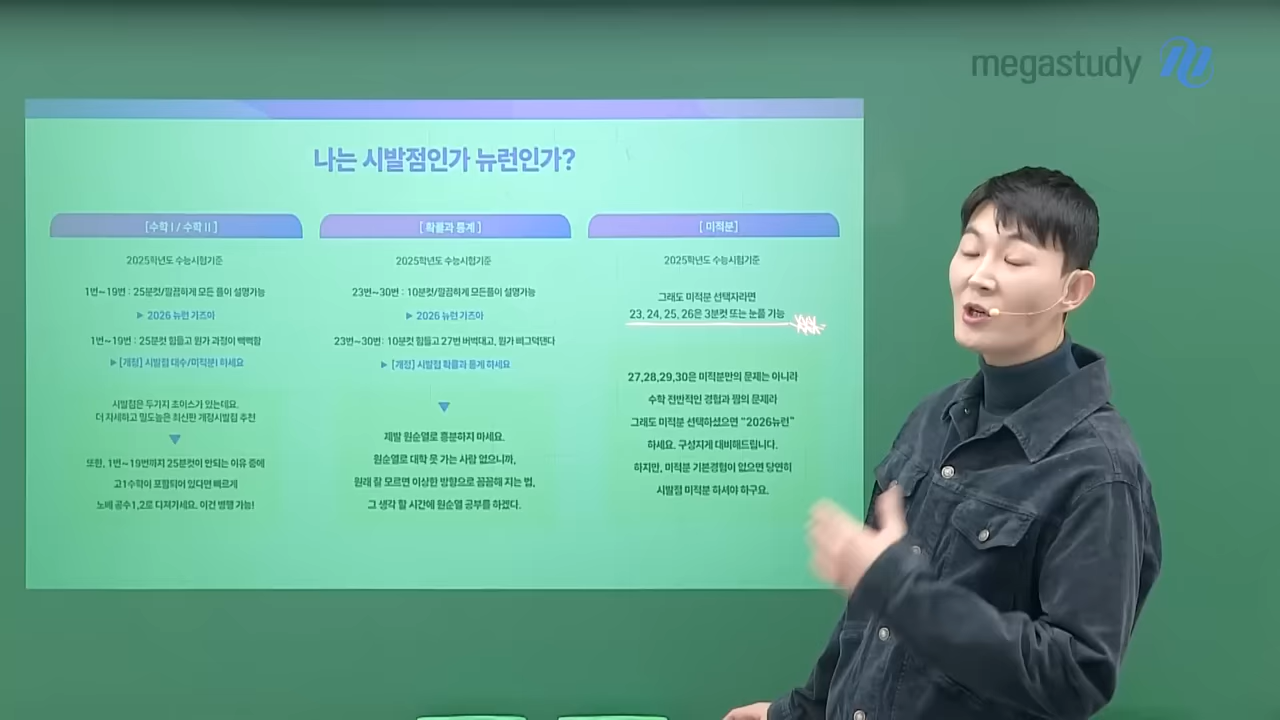 megastudy
나는 시발점인가 뉴런인가?
[수학 I / 수학 II ]
2025학년도 수능시험기준
1번~19번 : 25분컷/깔끔하게 모든 풀이 설명가능
▶ 2026 뉴런 가즈아
1번~19번 : 25분컷 힘들고 뭔가 과정이 빡빡함
▶ [개정] 시발점 대수/미적분I 하세요
시발점은 두가지 초이스가 있는데요.
더 자세하고 밀도높은 최신판 개정시발점 추천
또한, 1번~19번까지 25분컷이 안되는 이유 중에
고1수학이 포함되어 있다면 빠르게
노베 공수1,2로 다져가세요. 이건 병행 가능!
[ 확률과 통계 ]
2025학년도 수능시험기준
23번~30번 : 10분컷/깔끔하게 모든풀이 설명가능
▶ 2026 뉴런 가즈아
23번~30번: 10분컷 힘들고 27번 버벅대고, 뭔가 삐그덕댄다
▶ [개정] 시발점 확률과 통계 하세요
제발 원순열로 흥분하지 마세요.
원순열로 대학 못 가는 사람 없으니까,
원래 잘 모르면 이상한 방향으로 꼼꼼해 지는 법,
그 생각 할 시간에 원순열 공부를 하겠다.
[ 미적분]
2025학년도 수능시험기준
그래도 미적분 선택자라면
23, 24, 25, 26은 3분컷 또는 눈풀 가능
27,28,29,30은 미적분만의 문제는 아니라
수학 전반적인 경험과 짬의 문제라
그래도 미적분 선택하셨으면 "2026뉴런"
하세요. 구성지게 대비해드립니다.
하지만, 미적분 기본경험이 없으면 당연히
시발점 미적분 하셔야 하구요.